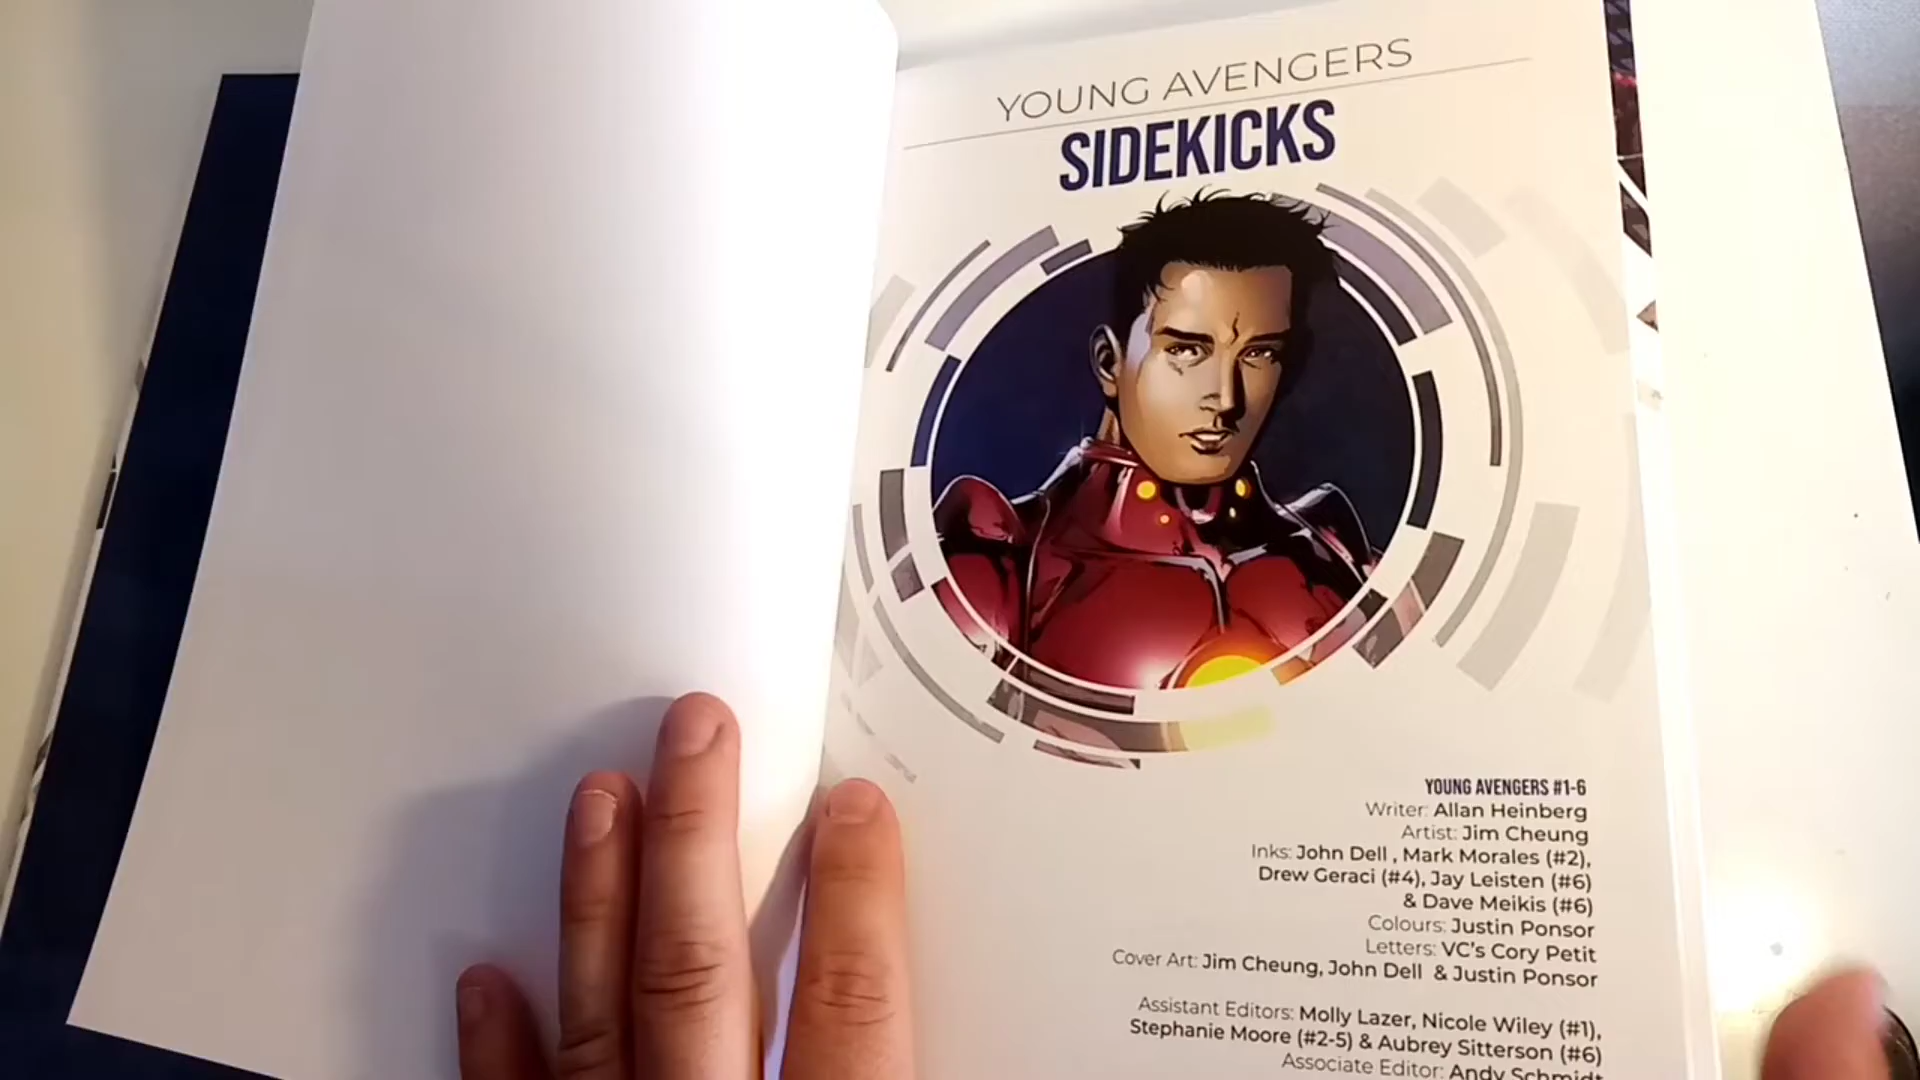 YOUNG AVENGERS
SIDEKICKS
YOUNG AVENGERS #1-6
Writer: Allan Heinberg
Artist: Jim Cheung
Inks: John Dell , Mark Morales (#2),
Drew Geraci (#4), Jay Leisten (#6)
& Dave Meikis (#6)
Colours: Justin Ponsor
Letters: VC's Cory Petit
Cover Art: Jim Cheung, John Dell & Justin Ponsor
Assistant Editors: Molly Lazer, Nicole Wiley (#1),
Stephanie Moore (#2-5) & Aubrey Sitterson (#6)
Associate Editor: Andy Schmidt